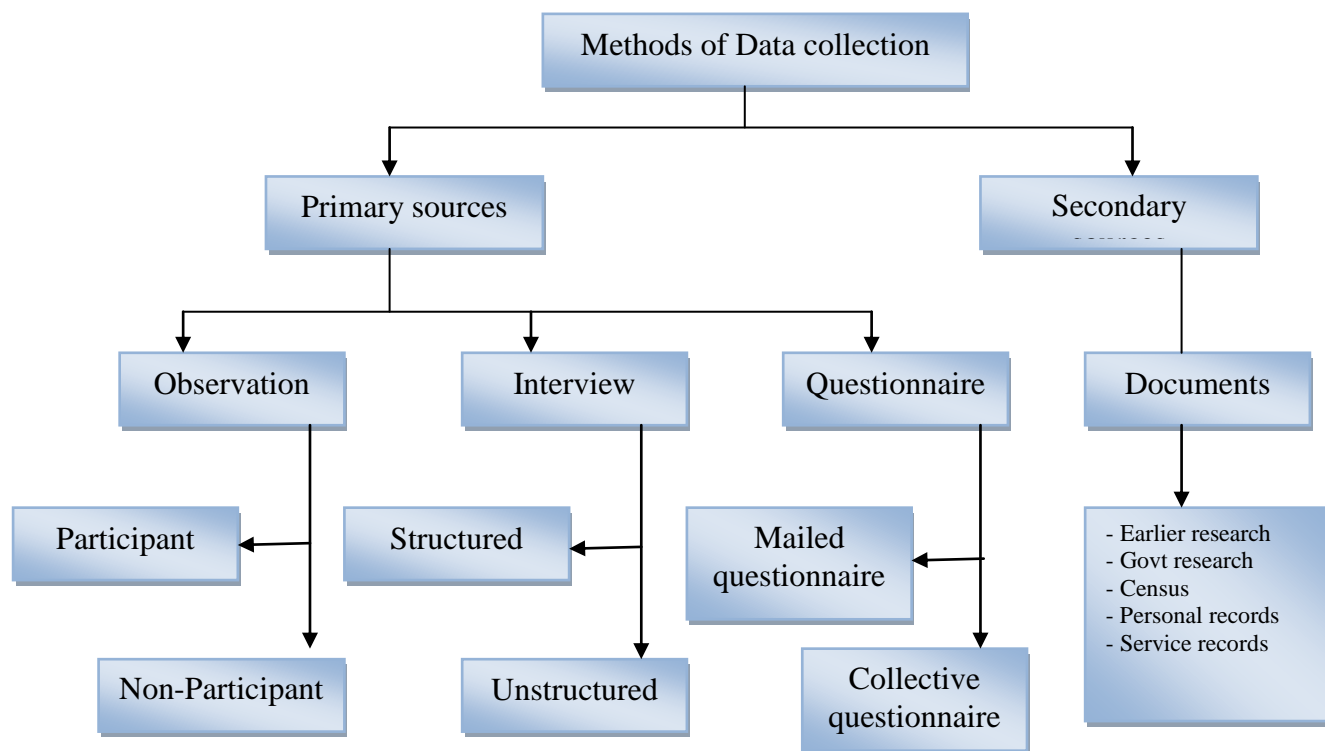 Methods of Data collection
Primary sources
Secondary
Observation
Interview
Questionnaire
Documents
Participant
Structured
Mailed
questionnaire
- Earlier research
- Govt research
- Census
- Personal records
- Service records
Non-Participant
Unstructured
Collective
questionnaire